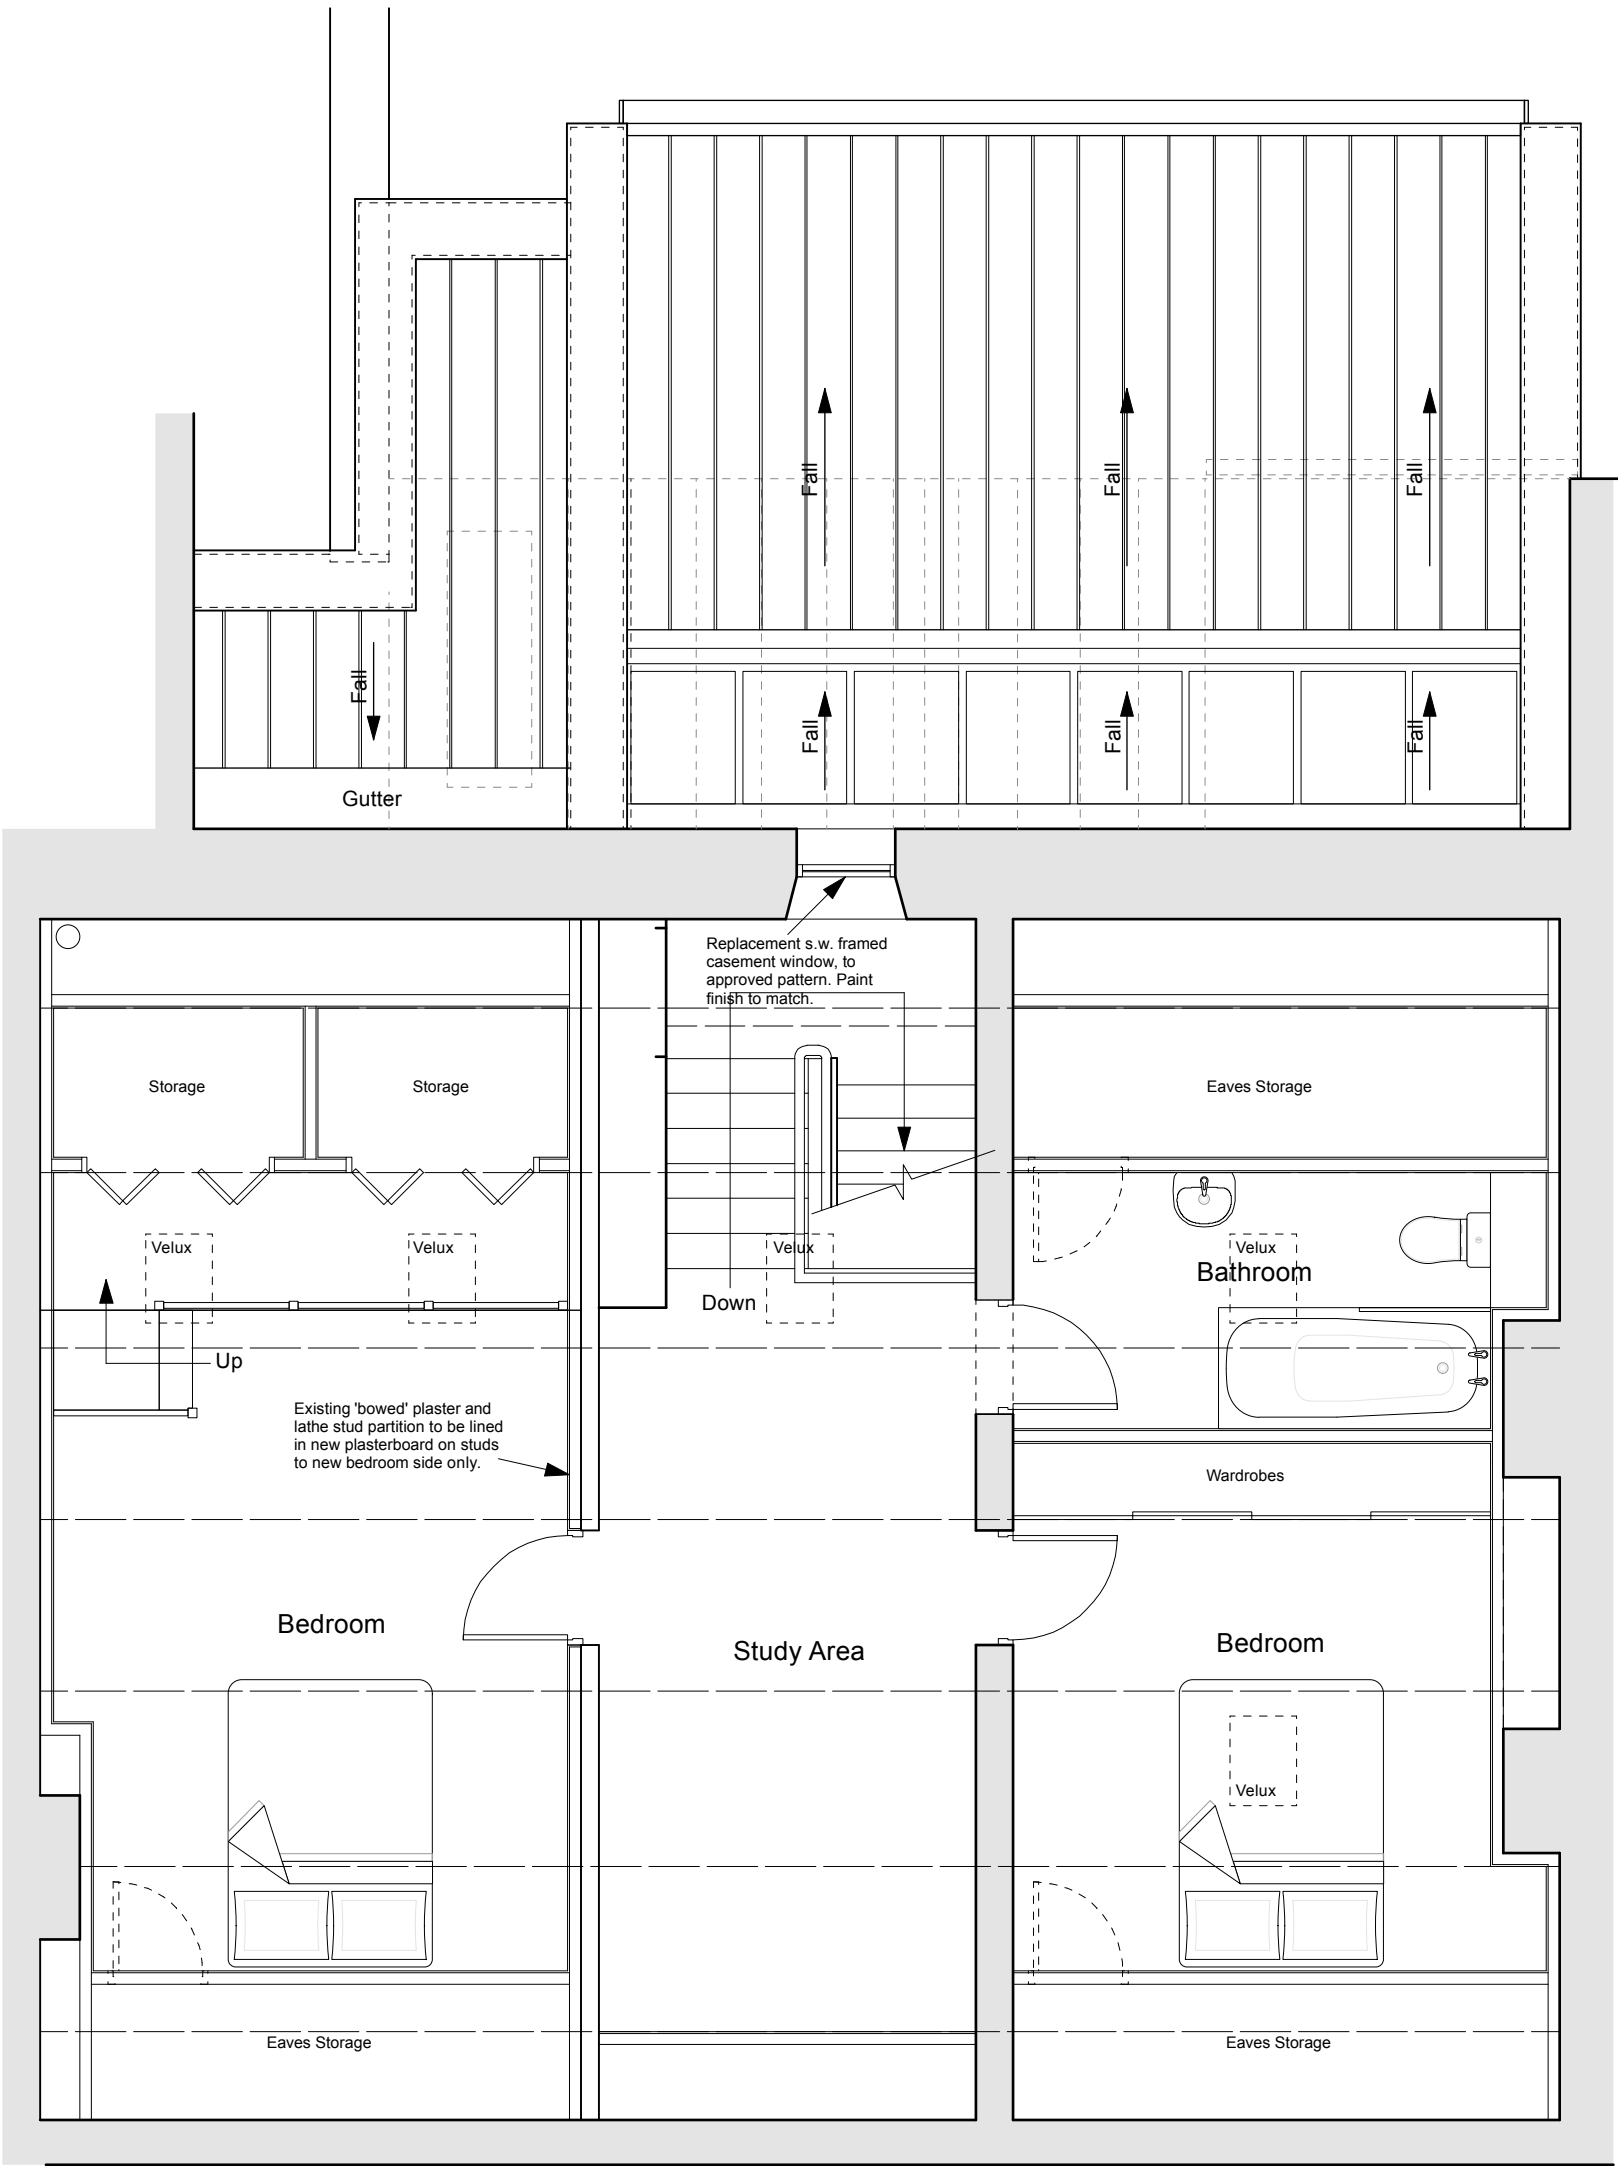 Fall
Fall
Fall
Fall
Fall
Fall
Fall
Gutter
Replacement s.w. framed
casement window, to
approved pattern. Paint
finish to match.
Storage
Storage
Eaves Storage
Velux
Velux
Velux
Velux
Bathroom
Down
Up
Existing 'bowed' plaster and
lathe stud partition to be lined
in new plasterboard on studs
to new bedroom side only.
Wardrobes
Bedroom
Study Area
Bedroom
Velux
Eaves Storage
Eaves Storage